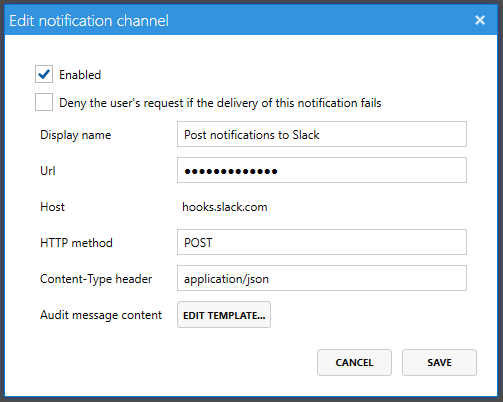 Edit notification channel
Enabled
Deny the user's request if the delivery of this notification fails
Display name Post notifications to Slack
Url ●●●●●●●●●●●●●
Host hooks.slack.com
HTTP method POST
Content-Type header application/json
Audit message content EDIT TEMPLATE...
CANCEL SAVE